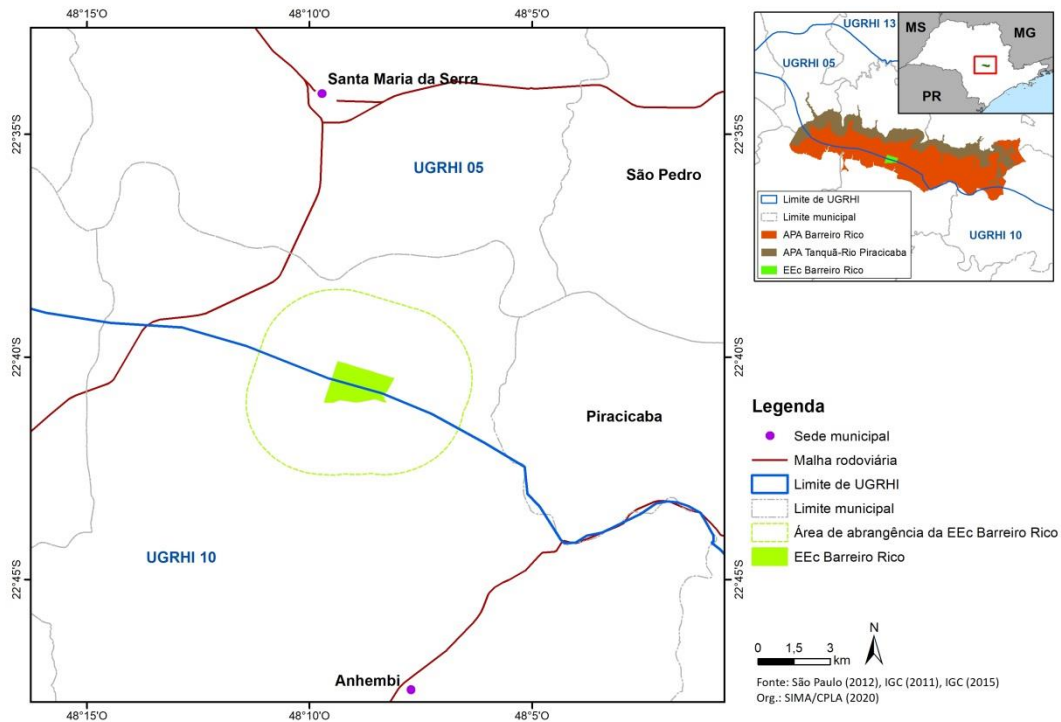 48°15'O
48°10'O
48°5'O
Santa Maria da Serra
UGRHI 05
São Pedro
Piracicaba
UGRHI 10
Anhembi
22°35'S
22°40'S
22°45'S
22°35'S
22°40'S
22°45'S
48°15'O
48°10'O
48°5'O
UGRHI 13
UGRHI 05
MS
MG
PR
UGRHI 10
Limite de UGRHI
Limite municipal
APA Barreiro Rico
APA Tanquã-Rio Piracicaba
EEc Barreiro Rico
Legenda
Sede municipal
Malha rodoviária
Limite de UGRHI
Limite municipal
Área de abrangência da EEc Barreiro Rico
EEc Barreiro Rico
N
0 1,5 3
km
Fonte: São Paulo (2012), IGC (2011), IGC (2015)
Org.: SIMA/CPLA (2020)